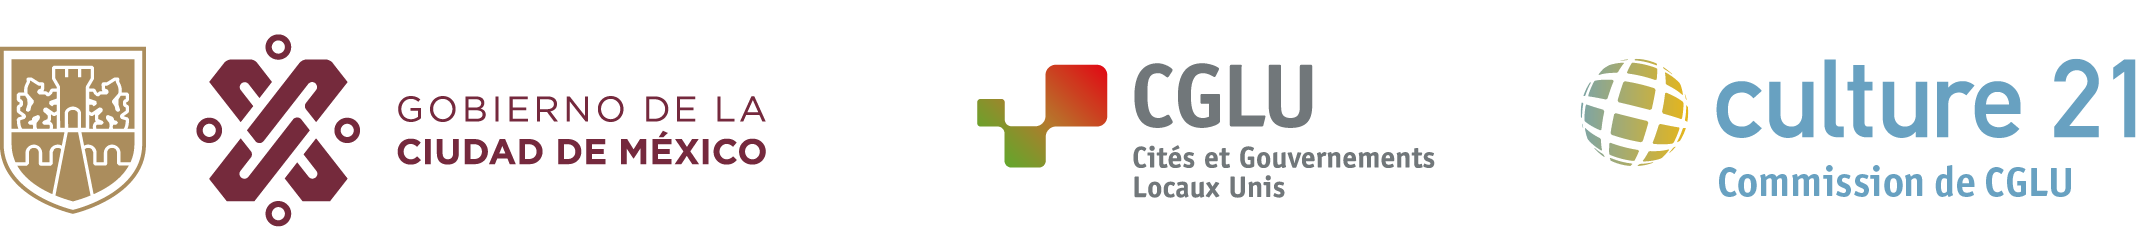 GOBIERNO DE LA
CIUDAD DE MÉXICO
CGLU
Cités et Gouvernements
Locaux Unis
culture 21
Commission de CGLU